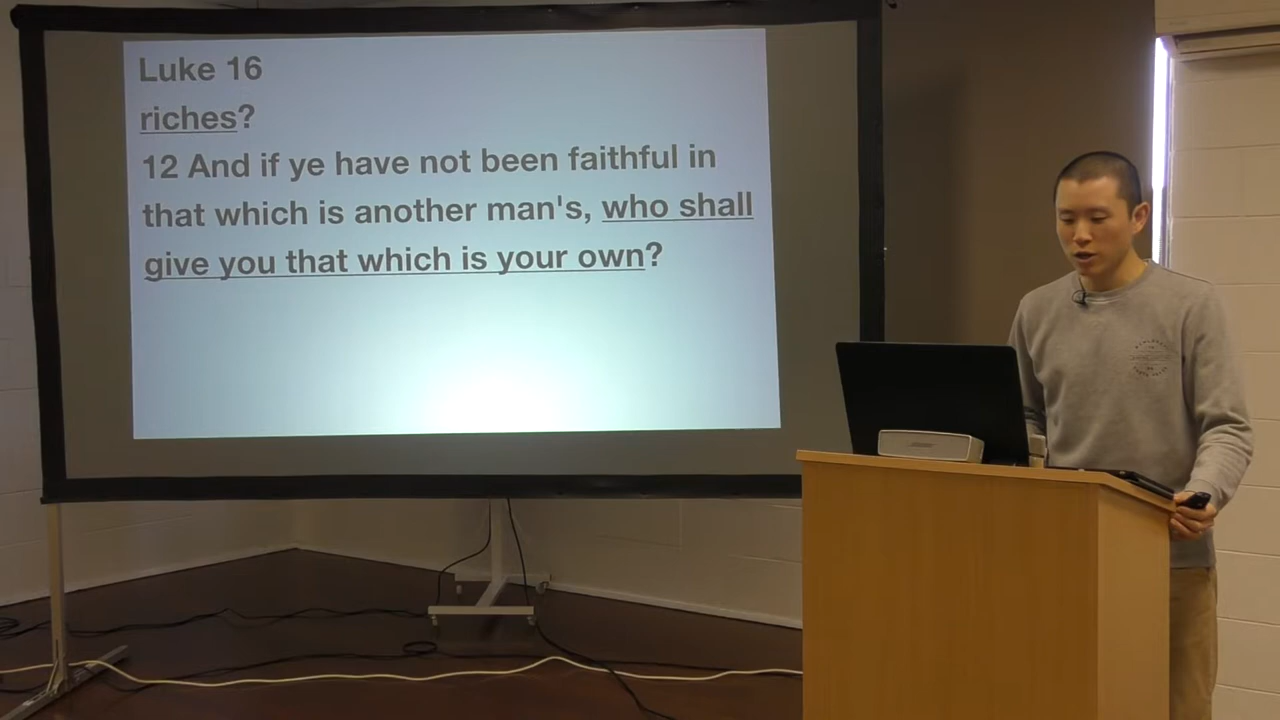 Luke 16
riches?
12 And if ye have not been faithful in
that which is another man's, who shall
give you that which is your own?